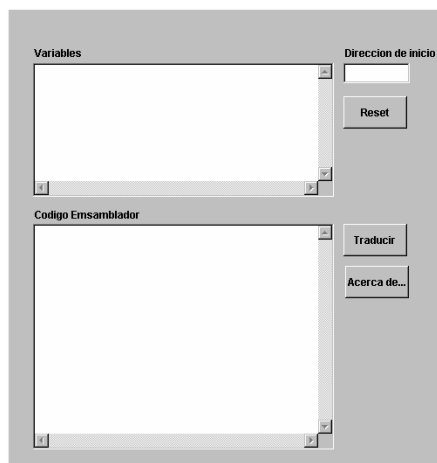 Variables
Direccion de inicio
Reset
Codigo Emsamblador
Traducir
Acerca de...